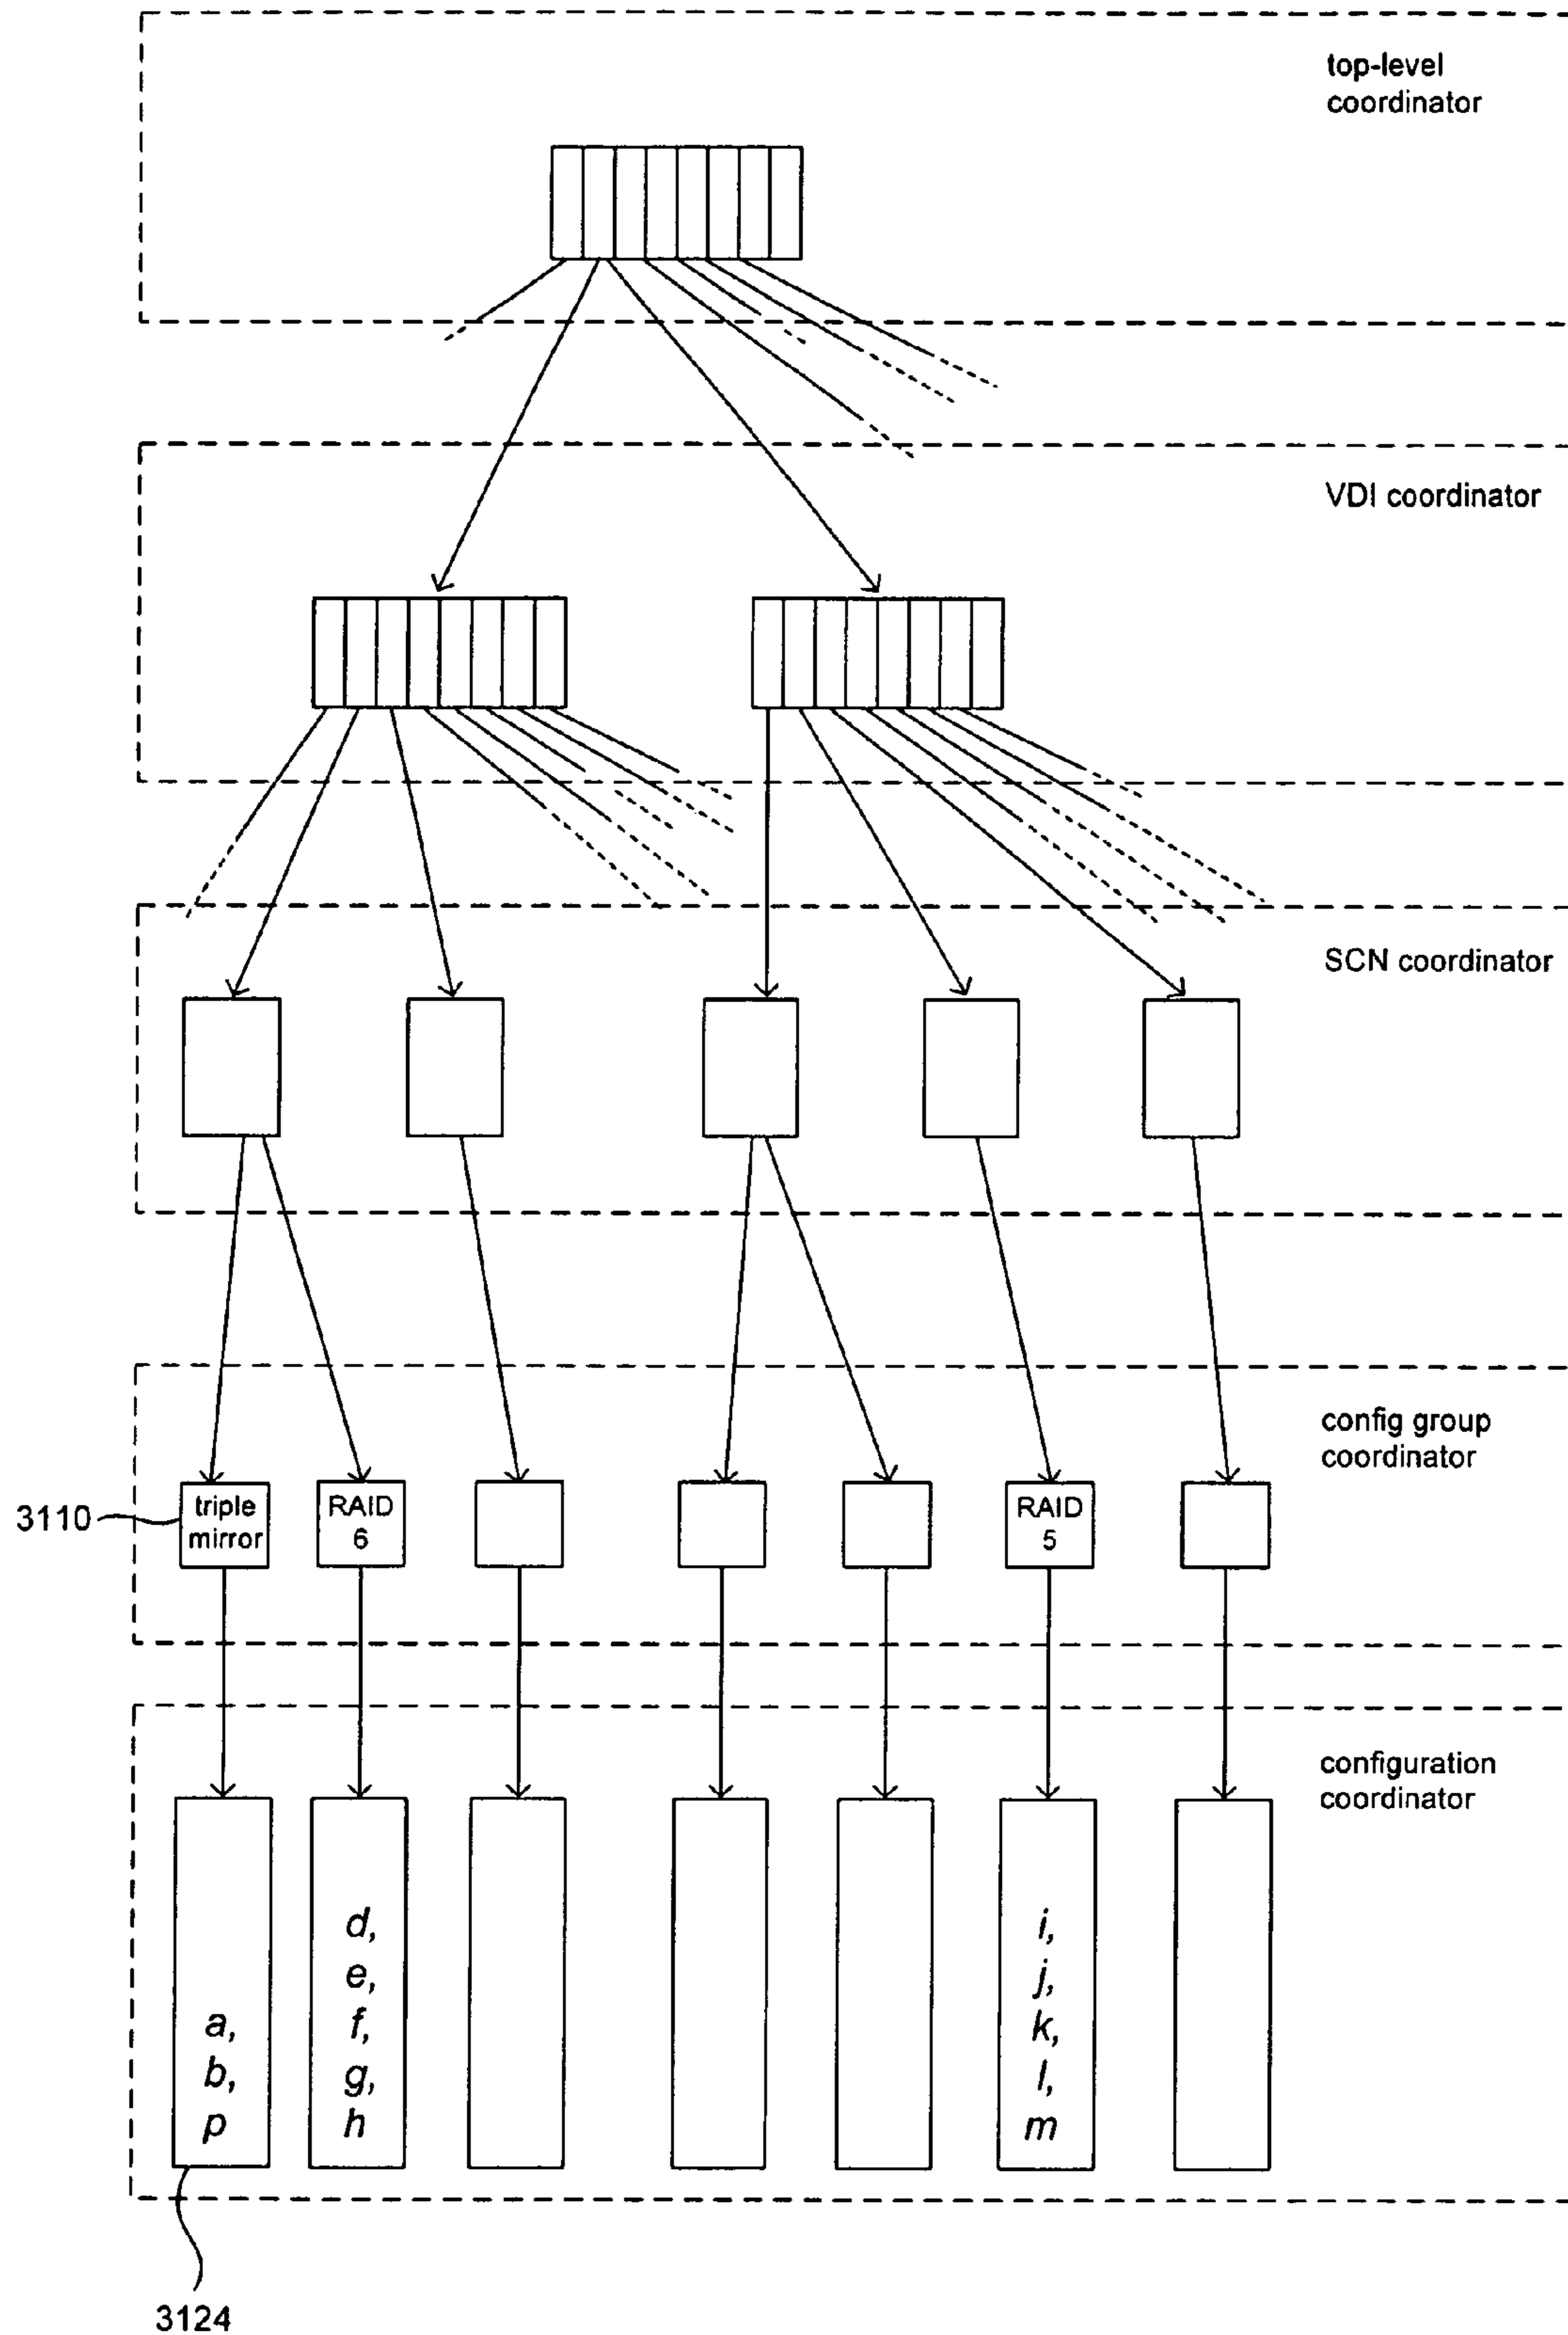 top-level
coordinator
VDI coordinator
SCN coordinator
config group
coordinator
3110
triple
mirror
RAID
6
RAID
5
configuration
coordinator
a,
b,
p
d,
e,
f,
g,
h
i,
j,
k,
l,
m
3124